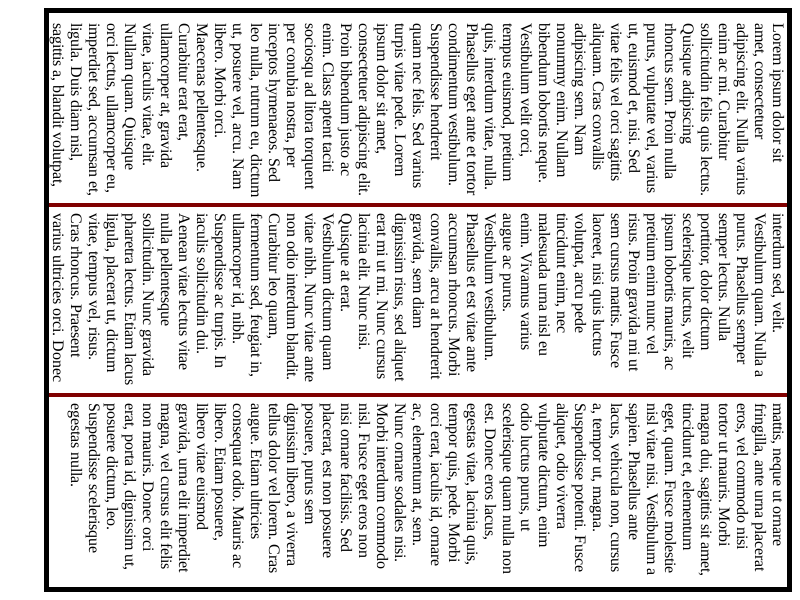 Lorem ipsum dolor sit
amet, consectetuer
adipiscing elit. Nulla varius
enim ac mi. Curabitur
sollicitudin felis quis lectus.
Quisque adipiscing
rhoncus sem. Proin nulla
purus, vulputate vel, varius
ut, euismod et, nisi. Sed
vitae felis vel orci sagittis
aliquam. Cras convallis
adipiscing sem. Nam
nonummy enim. Nullam
bibendum lobortis neque.
Vestibulum velit orci,
tempus euismod, pretium
quis, interdum vitae, nulla.
Phasellus eget ante et tortor
condimentum vestibulum.
Suspendisse hendrerit
quam nec felis. Sed varius
turpis vitae pede. Lorem
ipsum dolor sit amet,
consectetuer adipiscing elit.
Proin bibendum justo ac
enim. Class aptent taciti
sociosqu ad litora torquent
per conubia nostra, per
inceptos hymenaeos. Sed
leo nulla, rutrum eu, dictum
ut, posuere vel, arcu. Nam
libero. Morbi orci.
Maecenas pellentesque.
Curabitur erat erat,
ullamcorper at, gravida
vitae, iaculis vitae, elit.
Nullam quam. Quisque
orci lectus, ullamcorper eu,
imperdiet sed, accumsan et,
ligula. Duis diam nisl,
sagittis a, blandit volutpat,
interdum sed, velit.
Vestibulum quam. Nulla a
purus. Phasellus semper
semper lectus. Nulla
porttitor, dolor dictum
scelerisque luctus, velit
ipsum lobortis mauris, ac
pretium enim nunc vel
risus. Proin gravida mi ut
sem cursus mattis. Fusce
laoreet, nisi quis luctus
volutpat, arcu pede
tincidunt enim, nec
malesuada urna nisl eu
enim. Vivamus varius
augue ac purus.
Vestibulum vestibulum.
Phasellus et est vitae ante
accumsan rhoncus. Morbi
convallis, arcu at hendrerit
gravida, sem diam
dignissim risus, sed aliquet
erat mi ut mi. Nunc cursus
lacinia elit. Nunc nisi.
Quisque at erat.
Vestibulum dictum quam
vitae nibh. Nunc vitae ante
non odio interdum blandit.
Curabitur leo quam,
fermentum sed, feugiat in,
ullamcorper id, nibh.
Suspendisse ac turpis. In
iaculis sollicitudin dui.
Aenean vitae lectus vitae
nulla pellentesque
sollicitudin. Nunc gravida
pharetra lectus. Etiam lacus
ligula, placerat ut, dictum
vitae, tempus vel, risus.
Cras rhoncus. Praesent
varius ultricies orci. Donec
mattis, neque ut ornare
fringilla, ante urna placerat
eros, vel commodo nisi
tortor ut mauris. Morbi
magna dui, sagittis sit amet,
tincidunt et, elementum
eget, quam. Fusce molestie
nisl vitae nisi. Vestibulum a
sapien. Phasellus ante
lacus, vehicula non, cursus
a, tempor ut, magna.
Suspendisse potenti. Fusce
aliquet, odio viverra
vulputate dictum, enim
odio luctus purus, ut
scelerisque quam nulla non
est. Donec eros lacus,
egestas vitae, lacinia quis,
tempor quis, pede. Morbi
orci erat, iaculis id, ornare
ac, elementum at, sem.
Nunc ornare sodales nisi.
Morbi interdum commodo
nisl. Fusce eget eros non
nisi ornare facilisis. Sed
placerat, est non posuere
posuere, purus sem
dignissim libero, a viverra
tellus dolor vel lorem. Cras
augue. Etiam ultricies
consequat odio. Mauris ac
libero. Etiam posuere,
libero vitae euismod
gravida, urna elit imperdiet
magna, vel cursus elit felis
non mauris. Donec orci
erat, porta id, dignissim ut,
posuere dictum, leo.
Suspendisse scelerisque
egestas nulla.